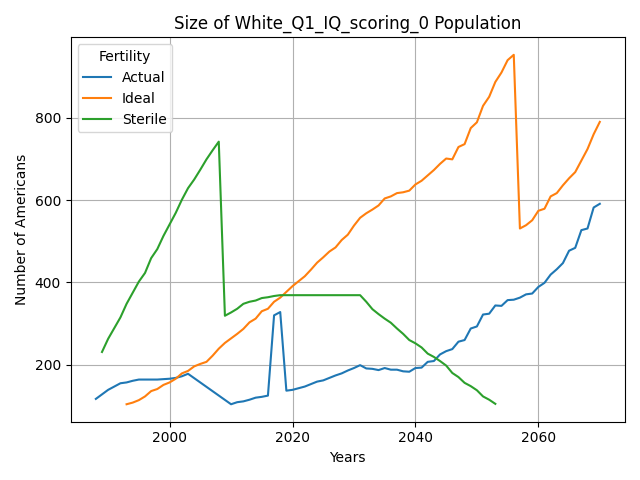 Size of White_Q1_IQ_scoring_0 Population
Fertility
Actual
Ideal
Sterile
Number of Americans
800
600
400
200
2000
2020
2040
2060
Years